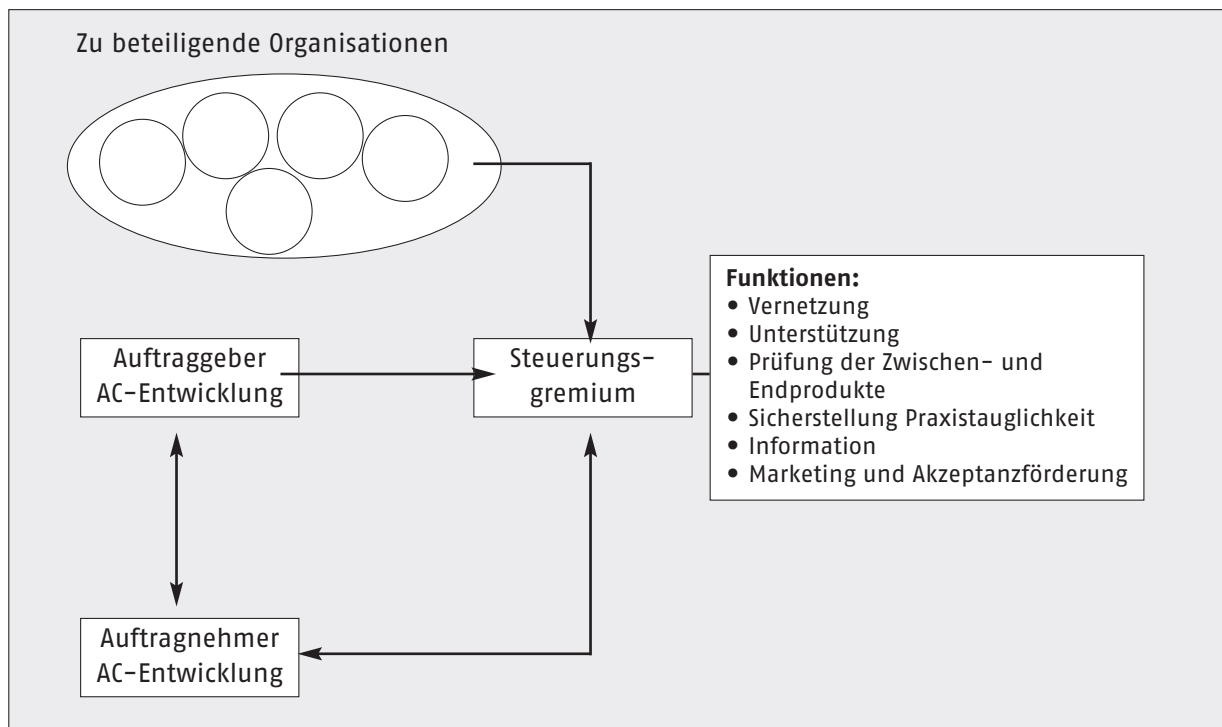 Zu beteiligende Organisationen
Auftraggeber
AC-Entwicklung
Steuerungs-
gremium
Funktionen:
• Vernetzung
• Unterstützung
• Prüfung der Zwischen- und
Endprodukte
• Sicherstellung Praxistauglichkeit
• Information
• Marketing und Akzeptanzförderung
Auftragnehmer
AC-Entwicklung